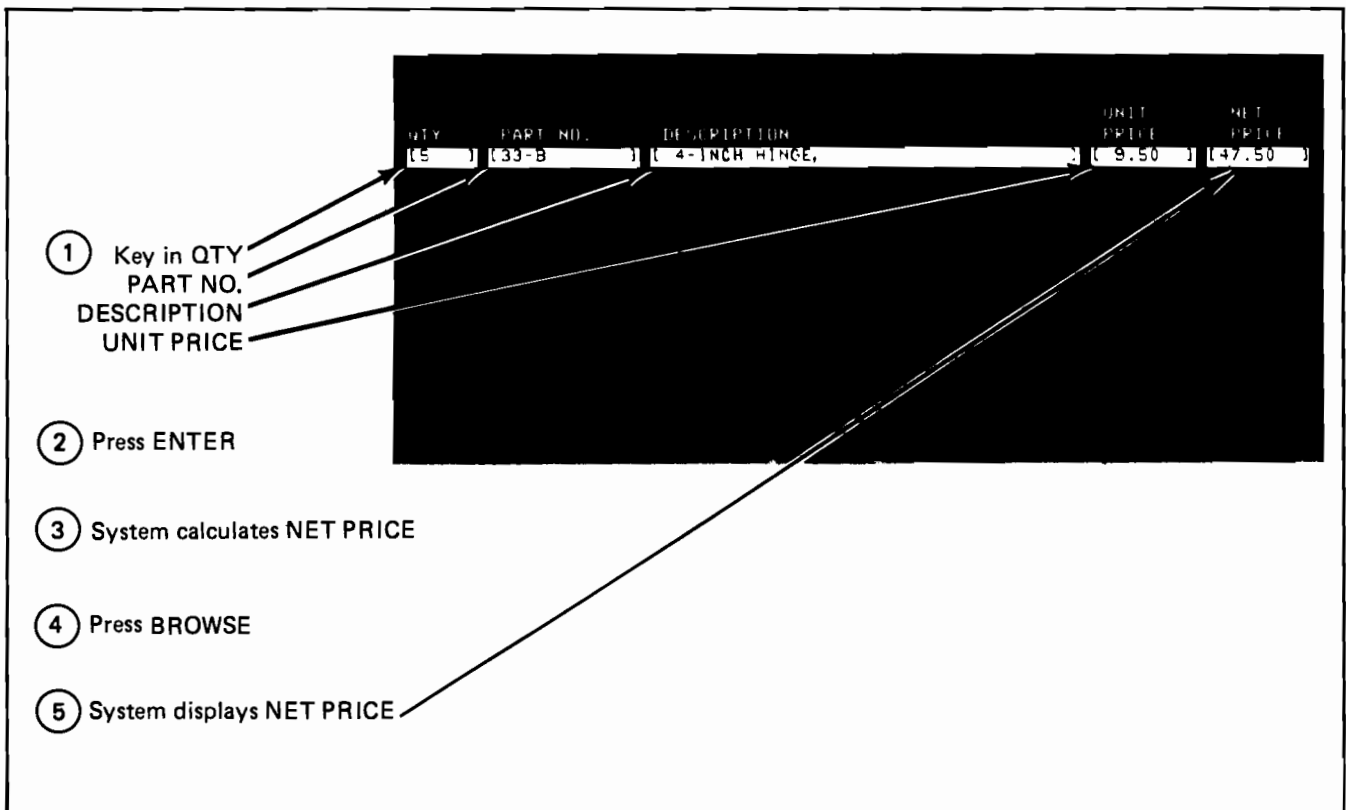 UNIT NET
QTY PART NO. DESCRIPTION PRICE PRICE
[5 ] [33-B ] [ 4-INCH HINGE, ] [ 9.50 ] [47.50 ]
1 Key in QTY
PART NO.
DESCRIPTION
UNIT PRICE
2 Press ENTER
3 System calculates NET PRICE
4 Press BROWSE
5 System displays NET PRICE